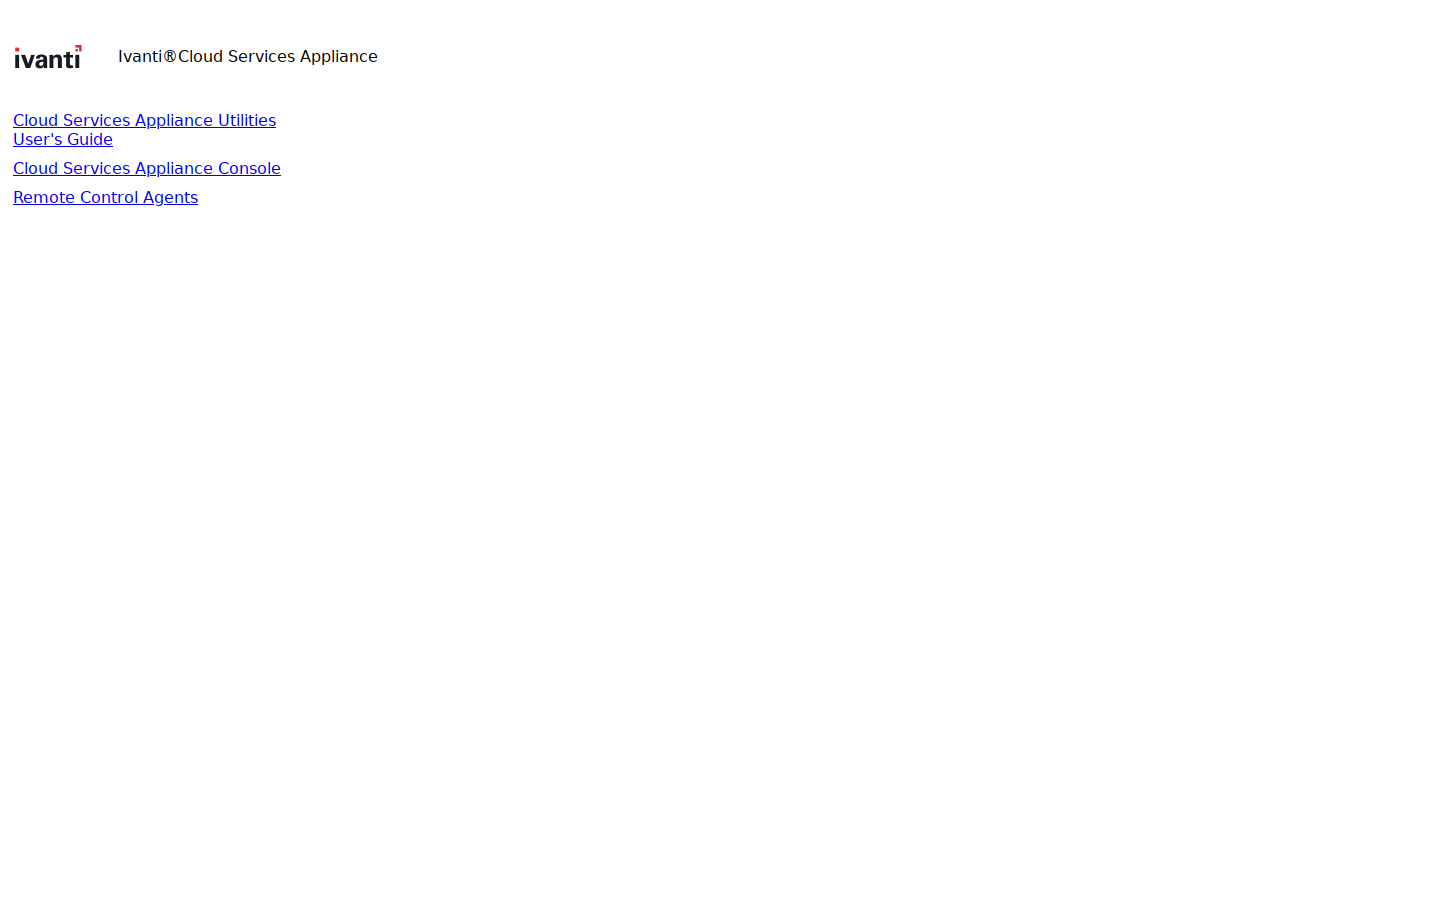 ivanti
Ivanti®Cloud Services Appliance
Cloud Services Appliance Utilities
User's Guide
Cloud Services Appliance Console
Remote Control Agents